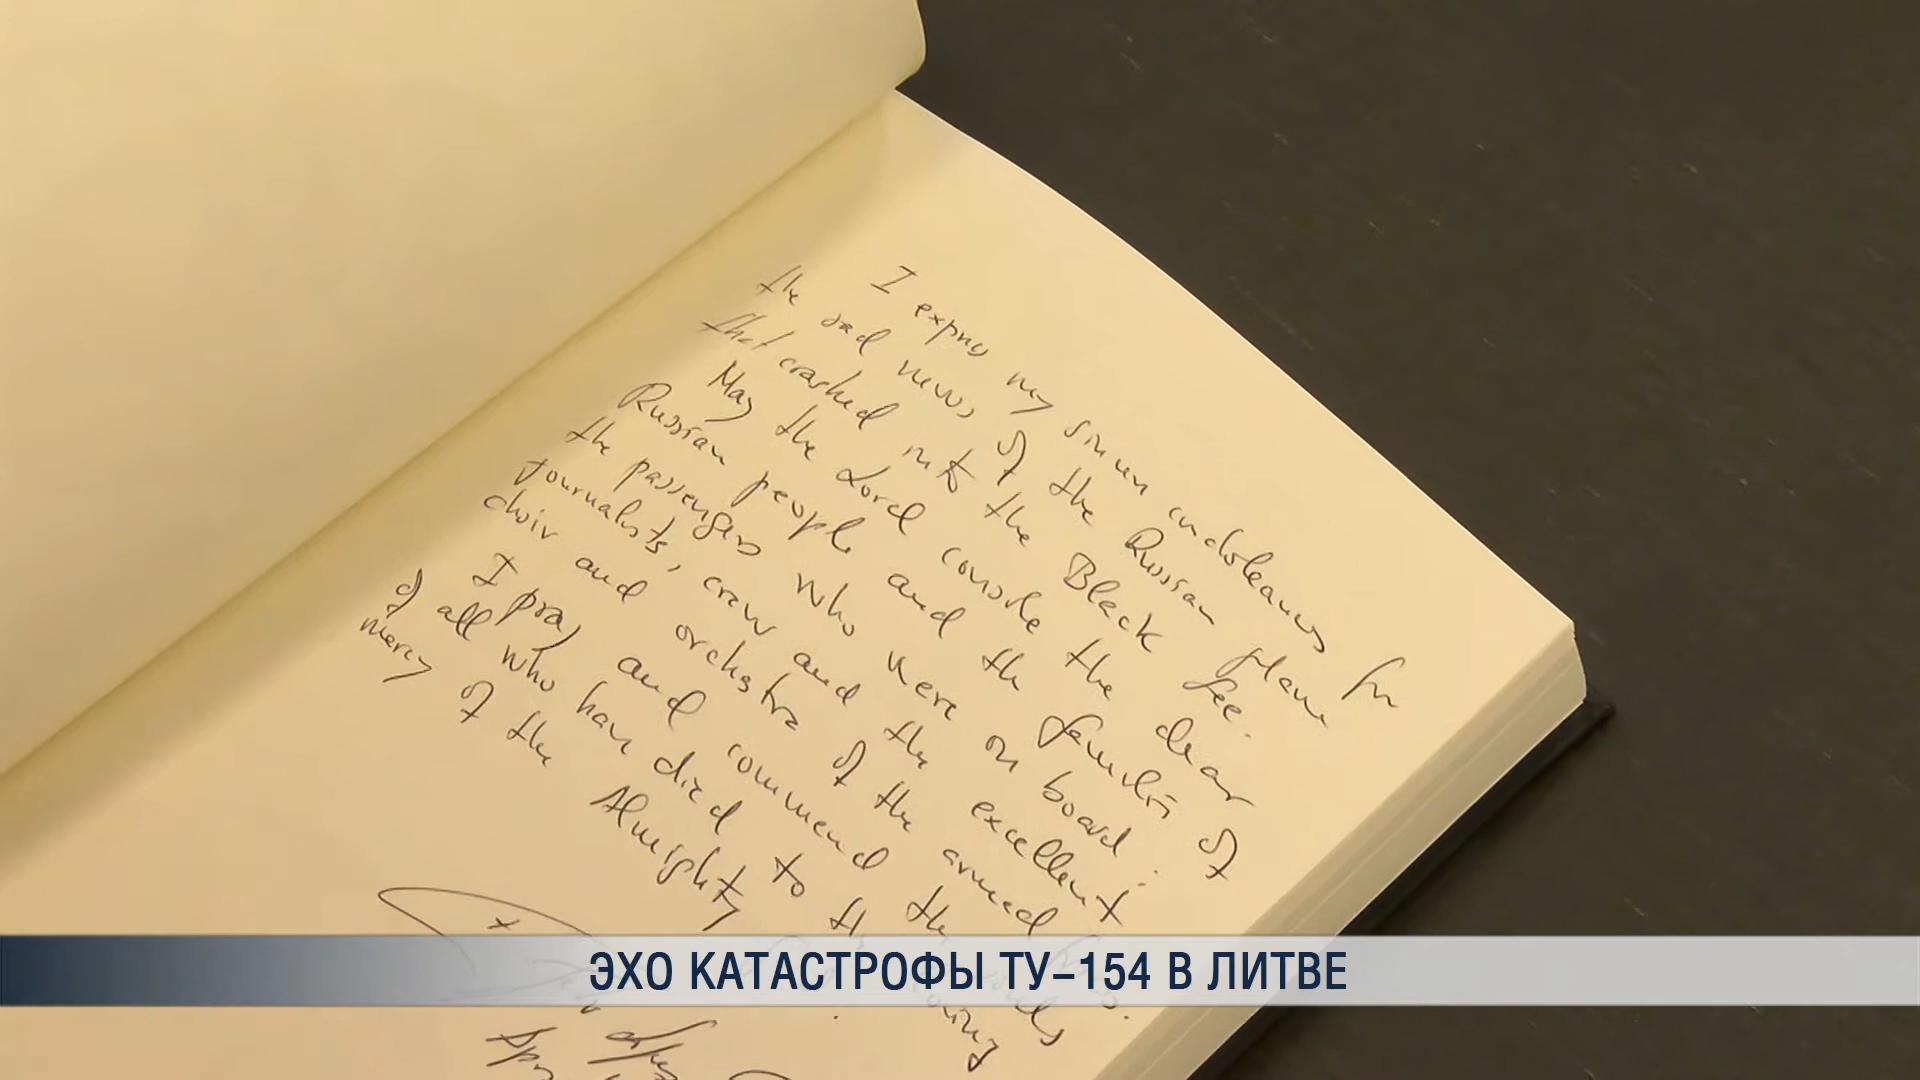 I express my sincere condolences for
the sad news of the Russian plane
that crashed into the Black See.
May the Lord console the dear
Russian people and the families of
the passengers who were on board:
journalists, crew and the excellent
choir and orchestra of the armed
I pray and commend the souls
of all who have died to the loving
mercy of the Almighty
ЭХО КАТАСТРОФЫ ТУ–154 В ЛИТВЕ